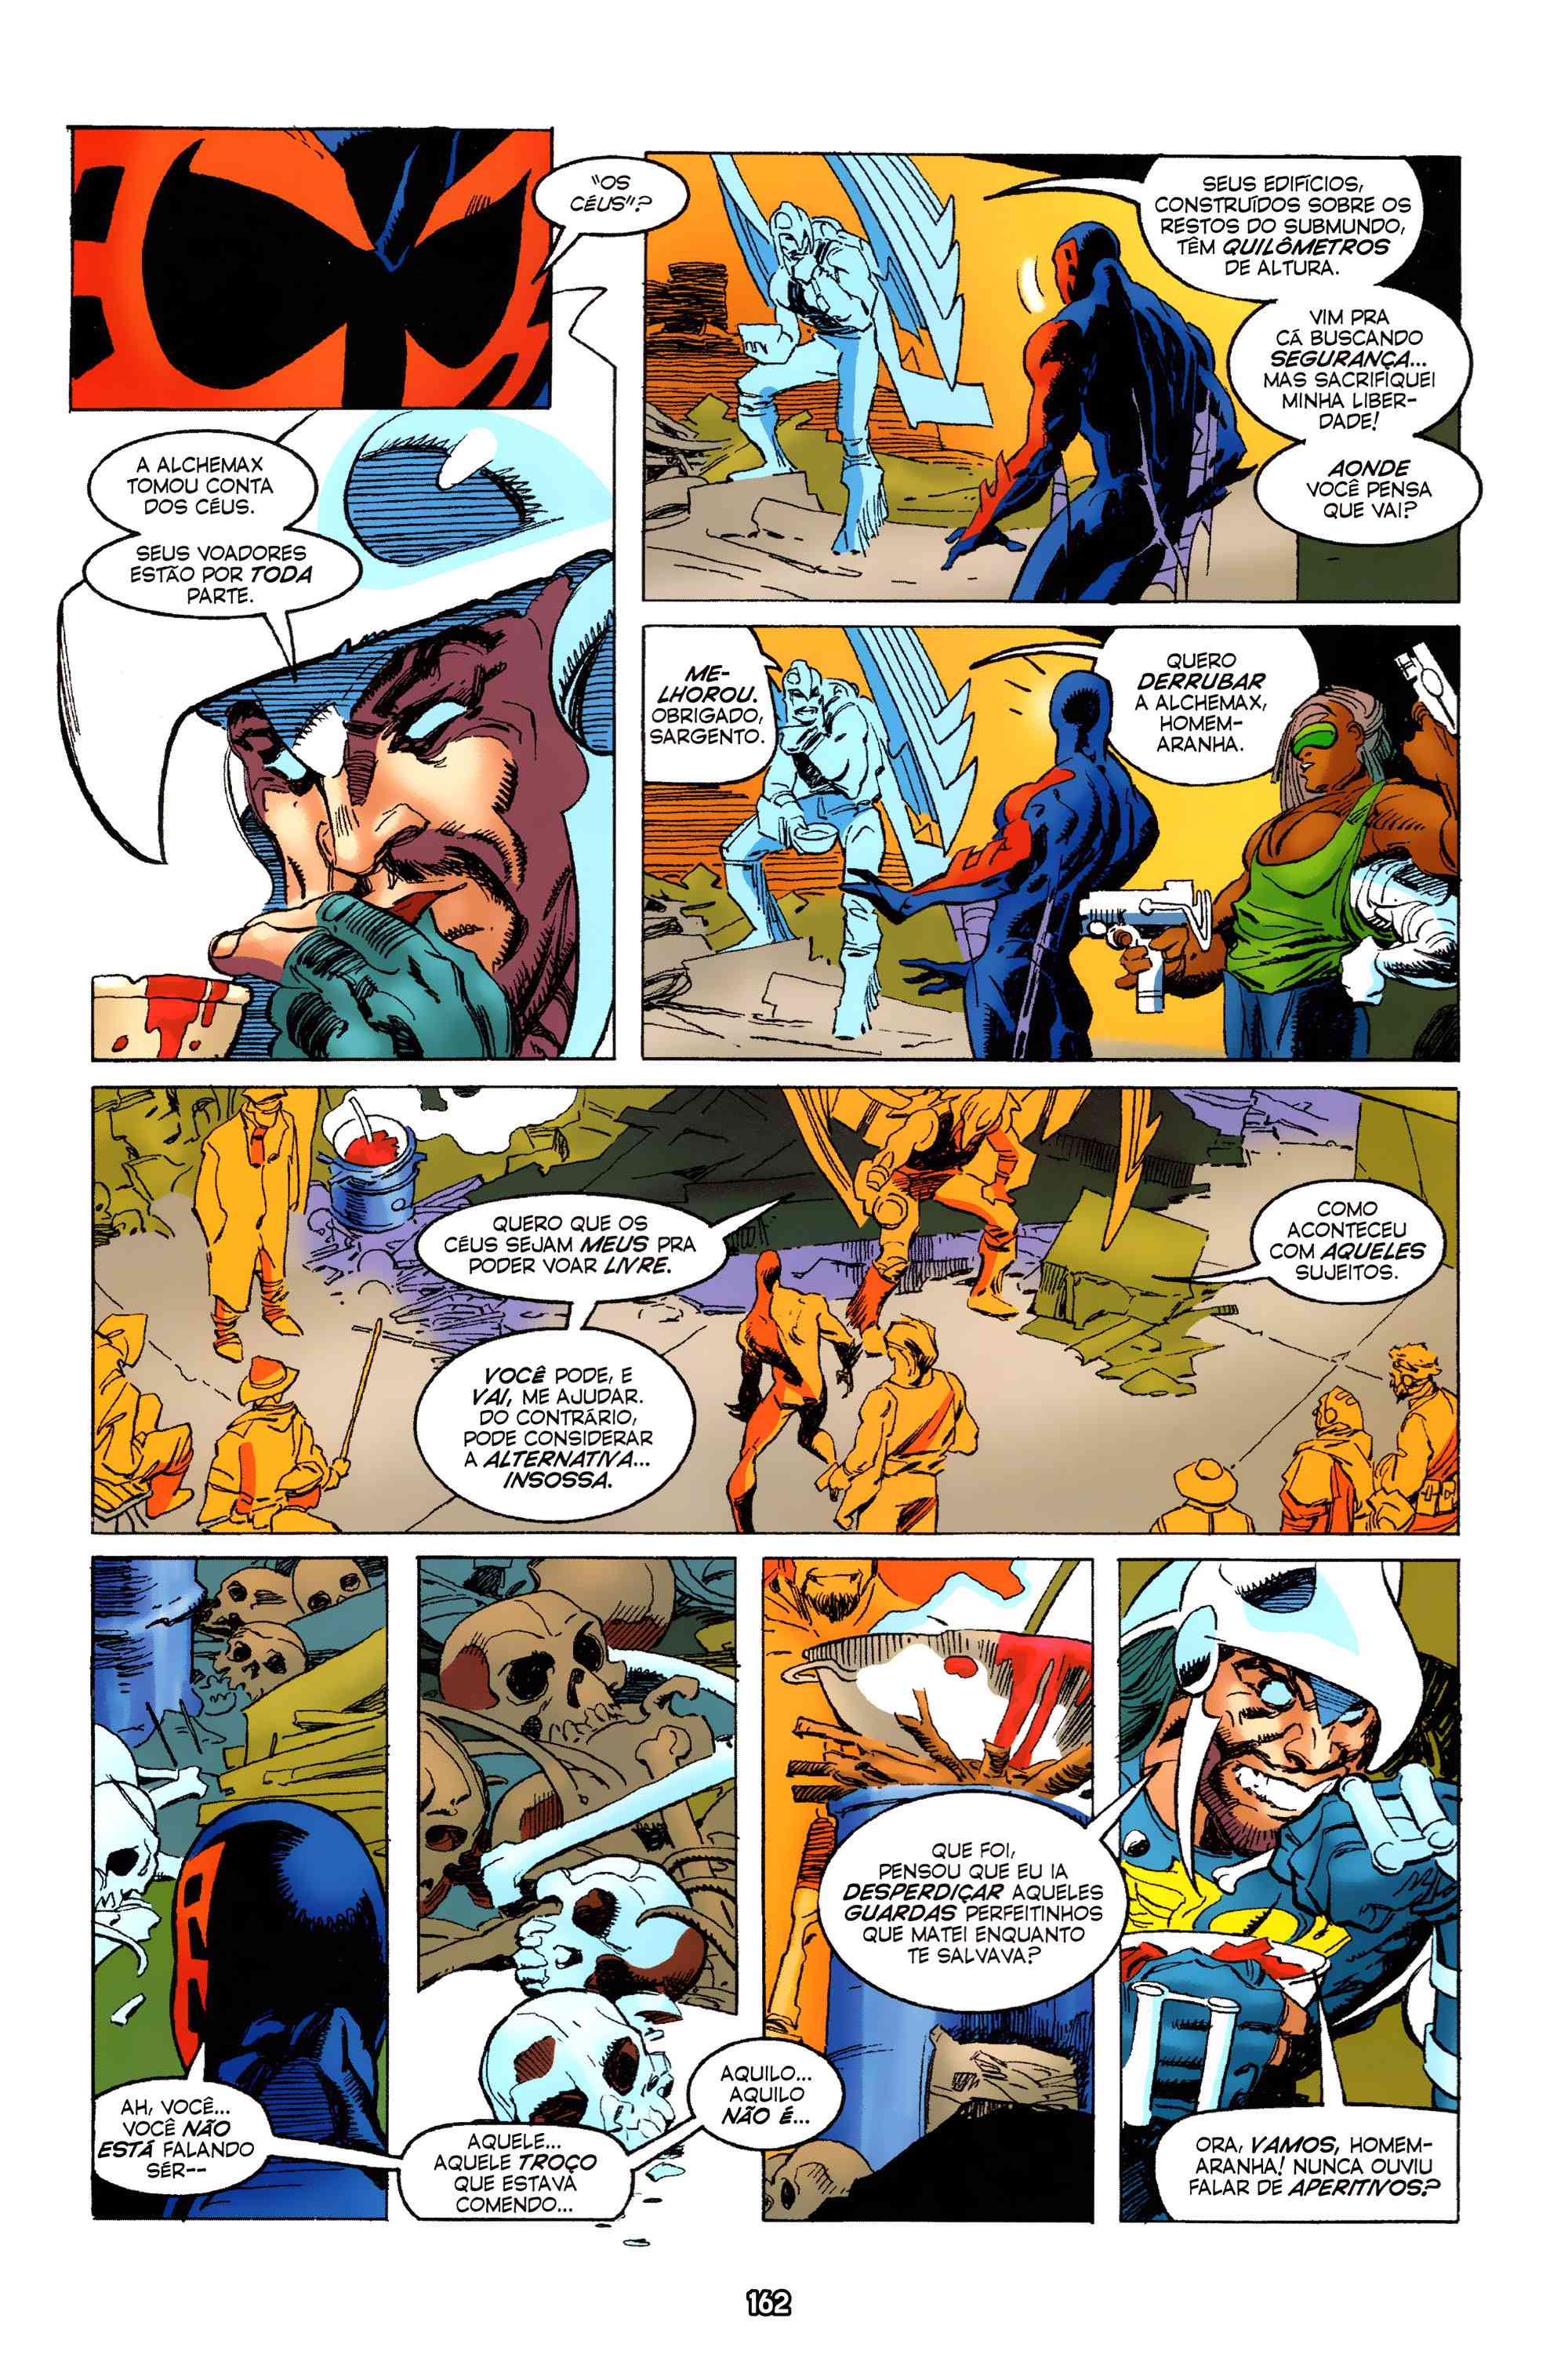 "OS
CÉUS"?
A ALCHEMAX
TOMOU CONTA
DOS CÉUS.
SEUS VOADORES
ESTÃO POR TODA
PARTE.
SEUS EDIFÍCIOS,
CONSTRUÍDOS SOBRE OS
RESTOS DO SUBMUNDO,
TÊM QUILÔMETROS
DE ALTURA.
VIM PRA
CÁ BUSCANDO
SEGURANÇA...
MAS SACRIFIQUEI
MINHA LIBER-
DADE!
AONDE
VOCÊ PENSA
QUE VAI?
ME-
LHOROU.
OBRIGADO,
SARGENTO.
QUERO
DERRUBAR
A ALCHEMAX,
HOMEM-
ARANHA.
QUERO QUE OS
CÉUS SEJAM MEUS PRA
PODER VOAR LIVRE.
VOCÊ PODE, E
VAI, ME AJUDAR.
DO CONTRÁRIO,
PODE CONSIDERAR
A ALTERNATIVA...
INSOSSA.
COMO
ACONTECEU
COM AQUELES
SUJEITOS.
AH, VOCÊ...
VOCÊ NÃO
ESTÁ FALANDO
SÉR--
AQUELE...
AQUELE TROÇO
QUE ESTAVA
COMENDO...
AQUILO...
AQUILO
NÃO É...
QUE FOI,
PENSOU QUE EU IA
DESPERDIÇAR AQUELES
GUARDAS PERFEITINHOS
QUE MATEI ENQUANTO
TE SALVAVA?
ORA, VAMOS, HOMEM-
ARANHA! NUNCA OUVIU
FALAR DE APERITIVOS?
162